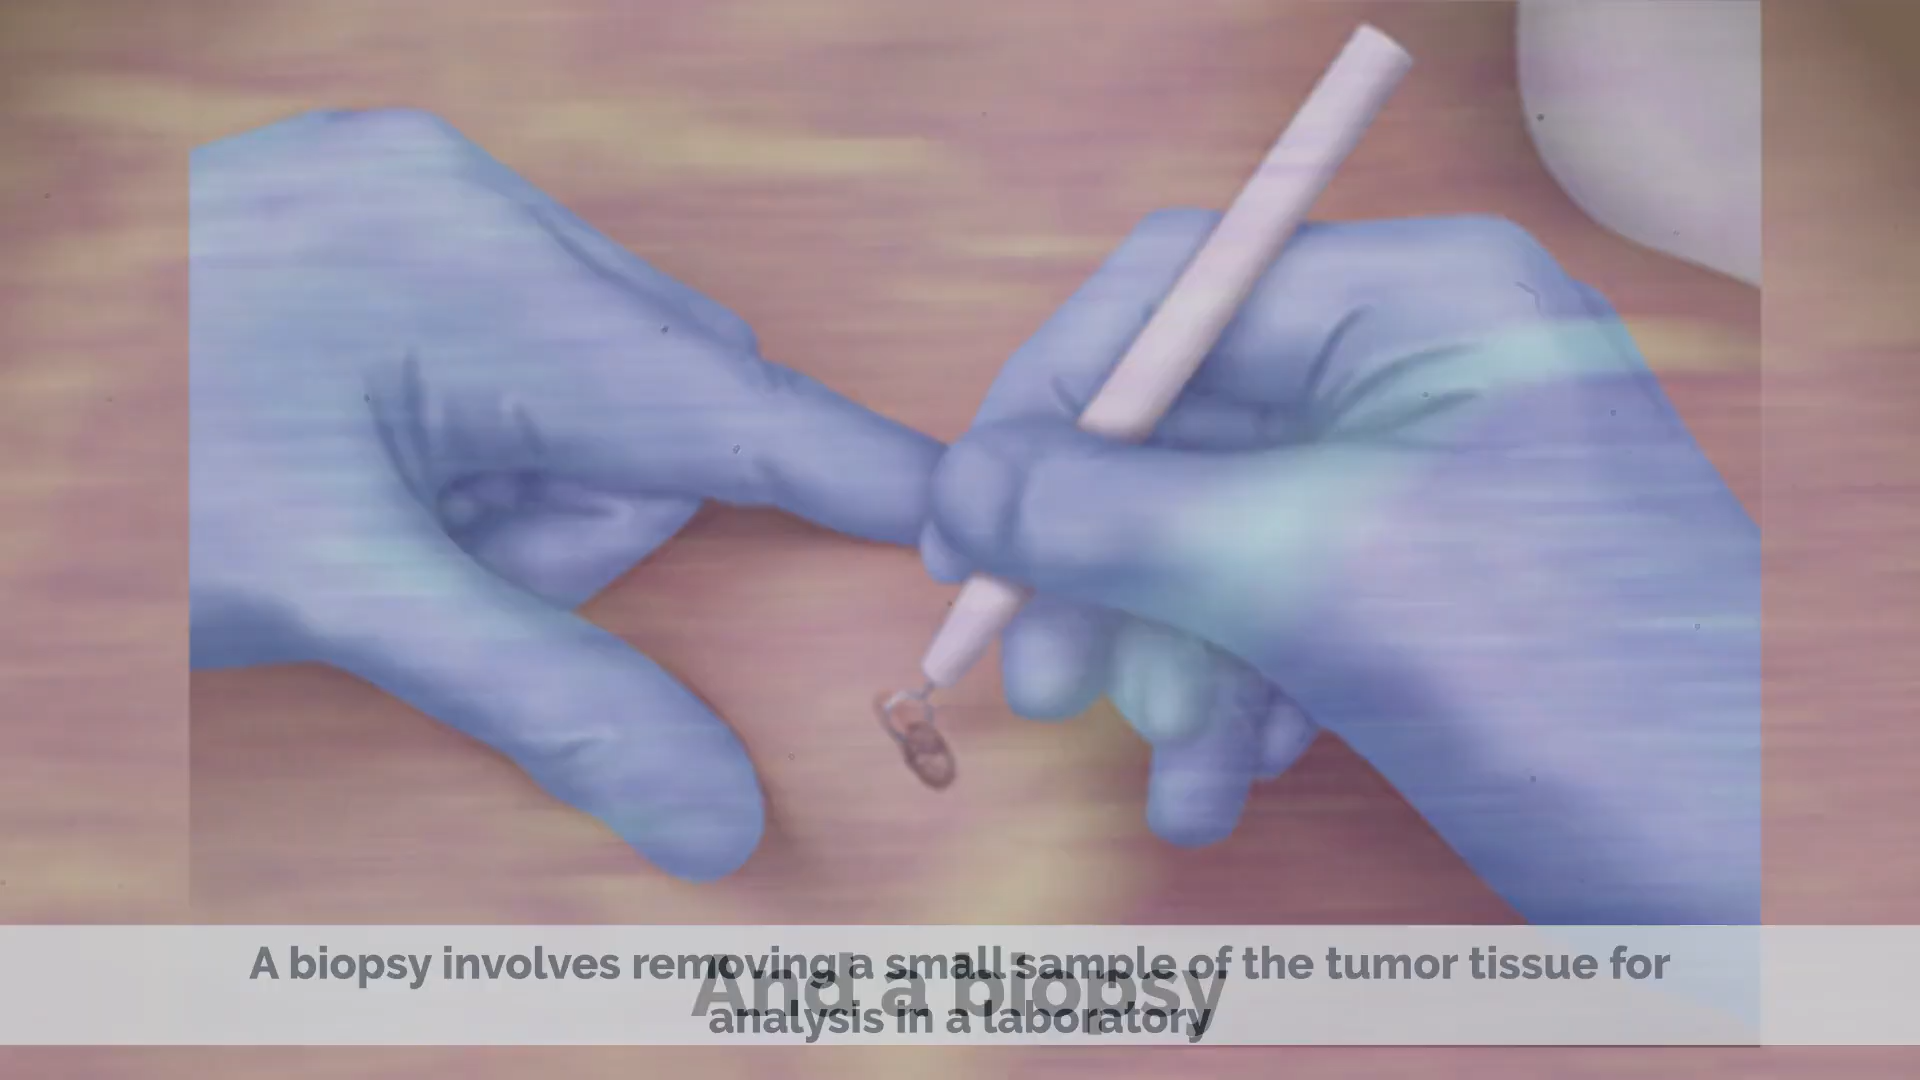 A biopsy involves removing a small sample of the tumor tissue for
analysis in a laboratory
And a biopsy